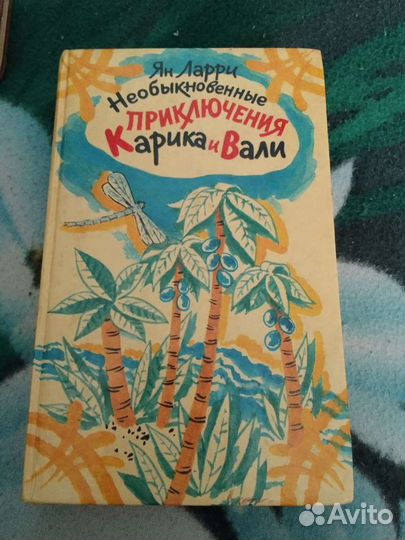 Ян Ларри
Необыкновенные
ПРИКЛЮЧЕНИЯ
Карика и Вали
Avito